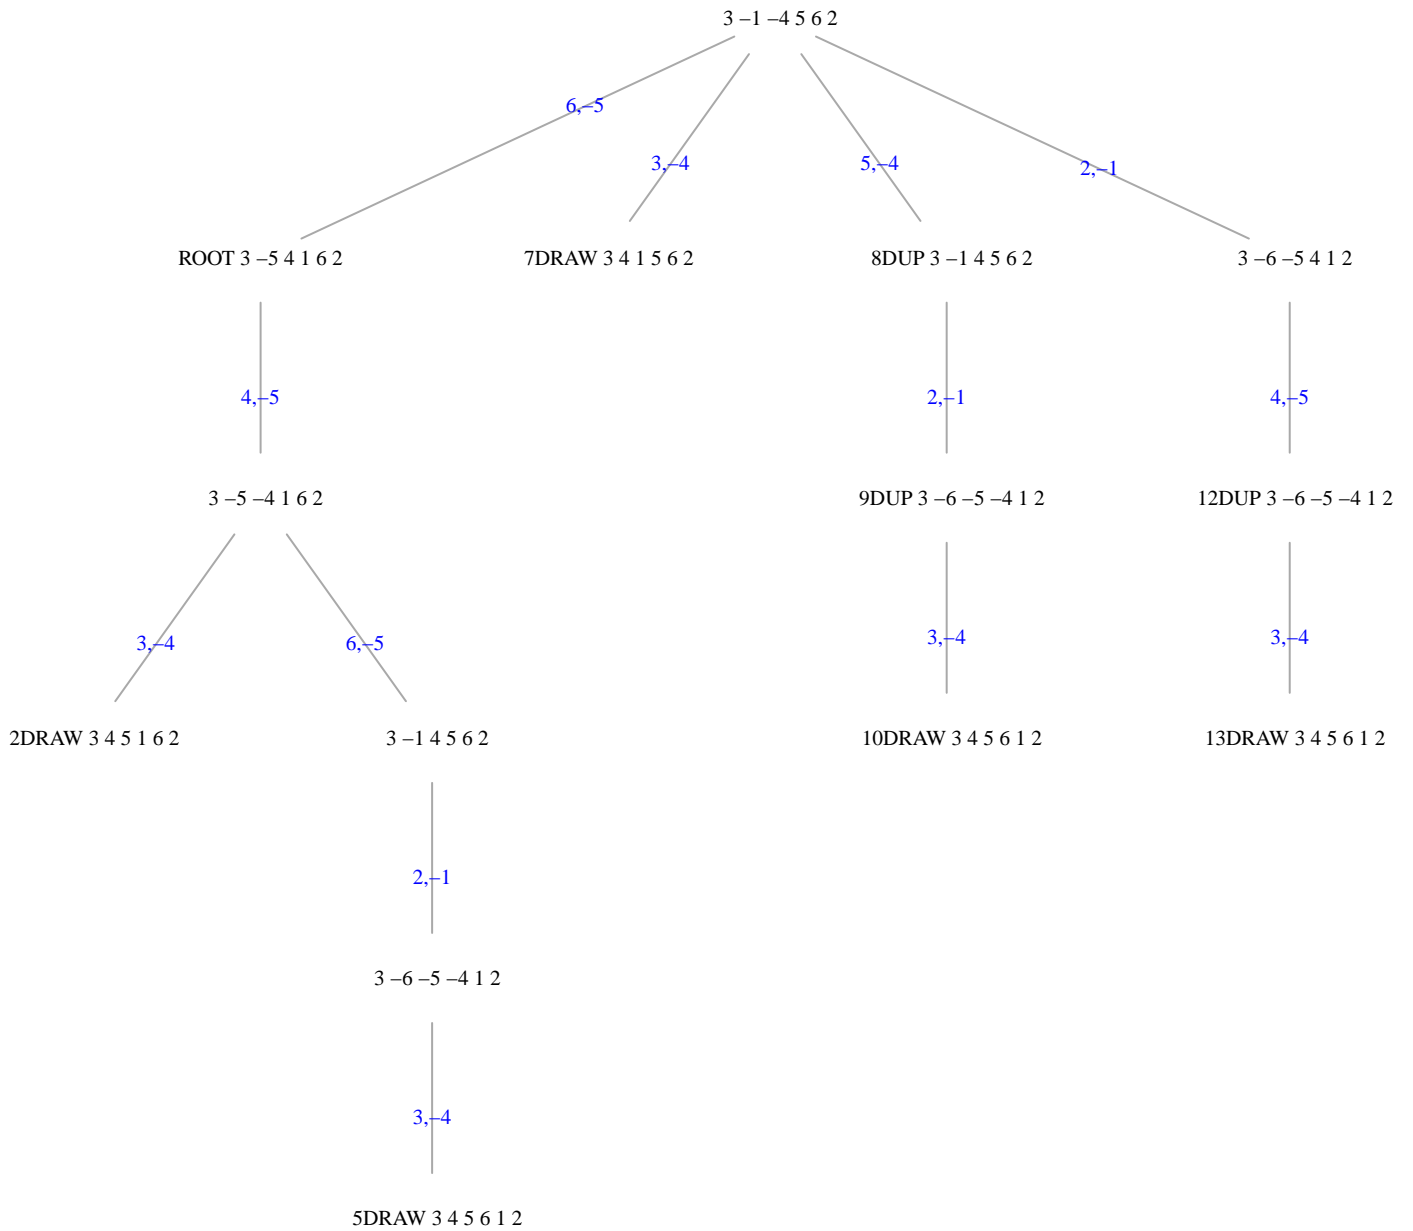 3 –1 –4 5 6 2
6,–5
3,–4
5,–4
2,–1
ROOT 3 –5 4 1 6 2
7DRAW 3 4 1 5 6 2
8DUP 3 –1 4 5 6 2
3 –6 –5 4 1 2
4,–5
2,–1
4,–5
3 –5 –4 1 6 2
9DUP 3 –6 –5 –4 1 2
12DUP 3 –6 –5 –4 1 2
3,–4
6,–5
3,–4
3,–4
2DRAW 3 4 5 1 6 2
3 –1 4 5 6 2
10DRAW 3 4 5 6 1 2
13DRAW 3 4 5 6 1 2
2,–1
3 –6 –5 –4 1 2
3,–4
5DRAW 3 4 5 6 1 2